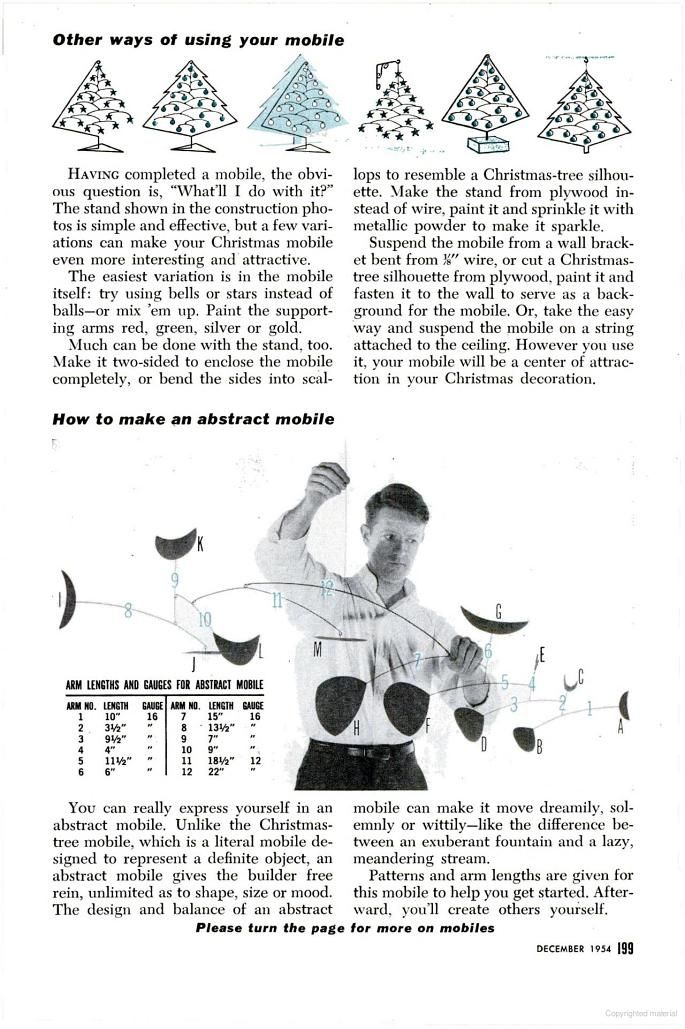 Other ways of using your mobile
HAVING completed a mobile, the obvi-
ous question is, “What’ll I do with it?”
The stand shown in the construction pho-
tos is simple and effective, but a few vari-
ations can make your Christmas mobile
even more interesting and attractive.
The easiest variation is in the mobile
itself: try using bells or stars instead of
balls—or mix ’em up. Paint the support-
ing arms red, green, silver or gold.
Much can be done with the stand, too.
Make it two-sided to enclose the mobile
completely, or bend the sides into scal-
lops to resemble a Christmas-tree silhou-
ette. Make the stand from plywood in-
stead of wire, paint it and sprinkle it with
metallic powder to make it sparkle.
Suspend the mobile from a wall brack-
et bent from ⅛″ wire, or cut a Christmas-
tree silhouette from plywood, paint it and
fasten it to the wall to serve as a back-
ground for the mobile. Or, take the easy
way and suspend the mobile on a string
attached to the ceiling. However you use
it, your mobile will be a center of attrac-
tion in your Christmas decoration.
How to make an abstract mobile
K
9
I
8
10
11
12
J
L
M
7
G
6
E
5
4
C
3
2
1
H
F
D
B
A
ARM LENGTHS AND GAUGES FOR ABSTRACT MOBILE
ARM NO. LENGTH GAUGE ARM NO. LENGTH GAUGE
1 10″ 16 7 15″ 16
2 3½″ ″ 8 13½″ ″
3 9½″ ″ 9 7″ ″
4 4″ ″ 10 9″ ″
5 11½″ ″ 11 18½″ 12
6 6″ ″ 12 22″ ″
YOU can really express yourself in an
abstract mobile. Unlike the Christmas-
tree mobile, which is a literal mobile de-
signed to represent a definite object, an
abstract mobile gives the builder free
rein, unlimited as to shape, size or mood.
The design and balance of an abstract
mobile can make it move dreamily, sol-
emnly or wittily—like the difference be-
tween an exuberant fountain and a lazy,
meandering stream.
Patterns and arm lengths are given for
this mobile to help you get started. After-
ward, you’ll create others yourself.
Please turn the page for more on mobiles
DECEMBER 1954 199
Copyrighted material